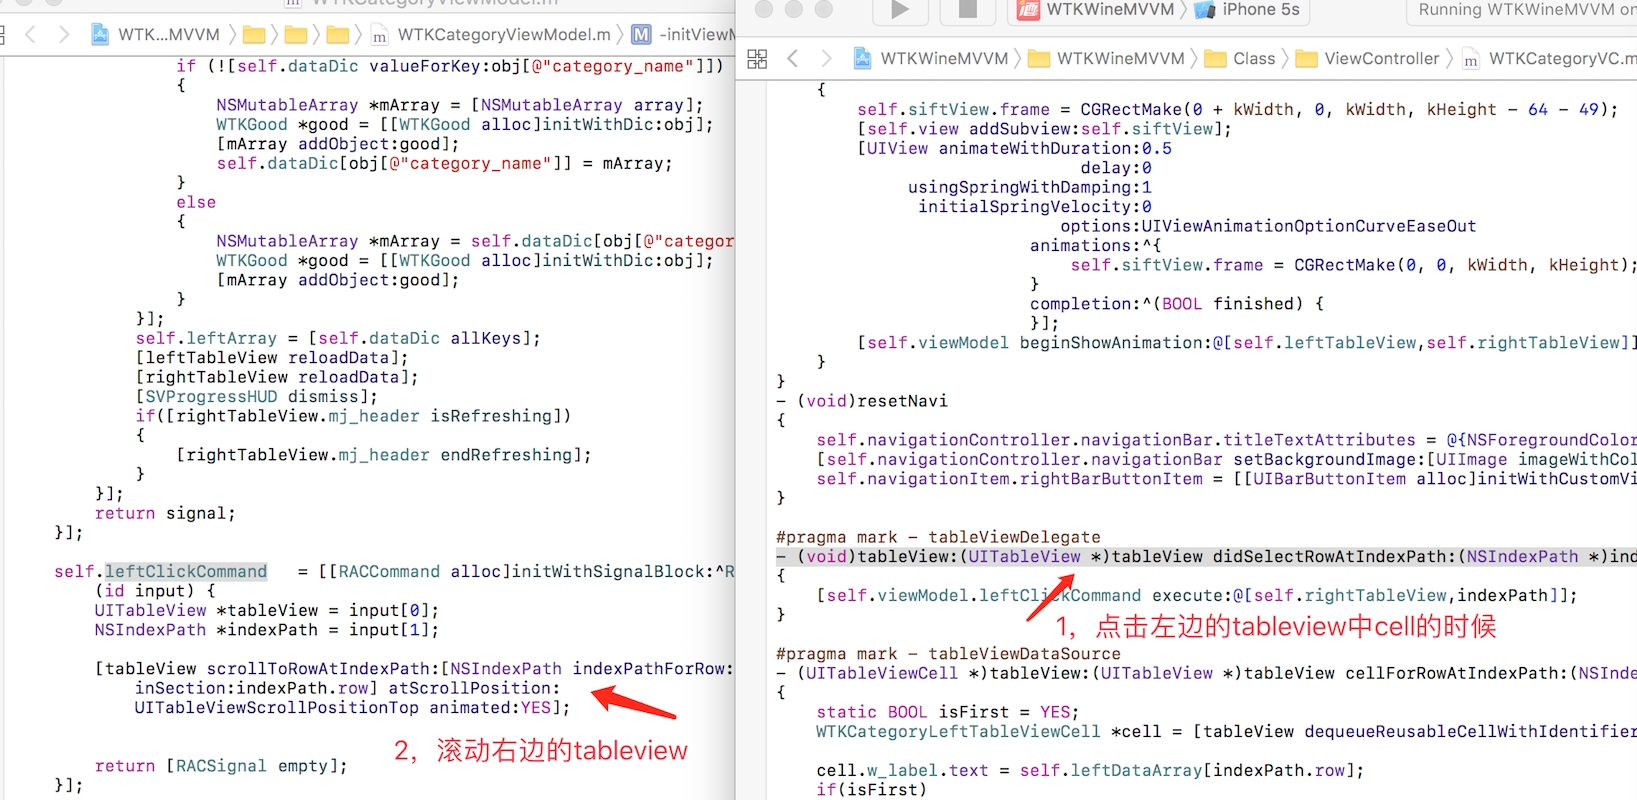 WTKCategoryViewModel.m
WTK...MVVM
WTKCategoryViewModel.m
M
-initViewM
if (![self.dataDic valueForKey:obj[@"category_name"]])
{
NSMutableArray *mArray = [NSMutableArray array];
WTKGood *good = [[WTKGood alloc]initWithDic:obj];
[mArray addObject:good];
self.dataDic[obj[@"category_name"]] = mArray;
}
else
{
NSMutableArray *mArray = self.dataDic[obj[@"categor
WTKGood *good = [[WTKGood alloc]initWithDic:obj];
[mArray addObject:good];
}
}];
self.leftArray = [self.dataDic allKeys];
[leftTableView reloadData];
[rightTableView reloadData];
[SVProgressHUD dismiss];
if([rightTableView.mj_header isRefreshing])
{
[rightTableView.mj_header endRefreshing];
}
}];
return signal;
}];
self.leftClickCommand = [[RACCommand alloc]initWithSignalBlock:^R
(id input) {
UITableView *tableView = input[0];
NSIndexPath *indexPath = input[1];
[tableView scrollToRowAtIndexPath:[NSIndexPath indexPathForRow:
inSection:indexPath.row] atScrollPosition:
UITableViewScrollPositionTop animated:YES];
2，滚动右边的tableview
return [RACSignal empty];
}];
WTKWineMVVM
iPhone 5s
Running WTKWineMVVM on
WTKWineMVVM
WTKWineMVVM
Class
ViewController
WTKCategoryVC.m
{
self.siftView.frame = CGRectMake(0 + kWidth, 0, kWidth, kHeight - 64 - 49);
[self.view addSubview:self.siftView];
[UIView animateWithDuration:0.5
delay:0
usingSpringWithDamping:1
initialSpringVelocity:0
options:UIViewAnimationOptionCurveEaseOut
animations:^{
self.siftView.frame = CGRectMake(0, 0, kWidth, kHeight);
}
completion:^(BOOL finished) {
}];
[self.viewModel beginShowAnimation:@[self.leftTableView,self.rightTableView]]
}
}
- (void)resetNavi
{
self.navigationController.navigationBar.titleTextAttributes = @{NSForegroundColor
[self.navigationController.navigationBar setBackgroundImage:[UIImage imageWithCol
self.navigationItem.rightBarButtonItem = [[UIBarButtonItem alloc]initWithCustomVi
}
#pragma mark - tableViewDelegate
- (void)tableView:(UITableView *)tableView didSelectRowAtIndexPath:(NSIndexPath *)ind
{
[self.viewModel.leftClickCommand execute:@[self.rightTableView,indexPath]];
}
1，点击左边的tableview中cell的时候
#pragma mark - tableViewDataSource
- (UITableViewCell *)tableView:(UITableView *)tableView cellForRowAtIndexPath:(NSInde
{
static BOOL isFirst = YES;
WTKCategoryLeftTableViewCell *cell = [tableView dequeueReusableCellWithIdentifier
cell.w_label.text = self.leftDataArray[indexPath.row];
if(isFirst)